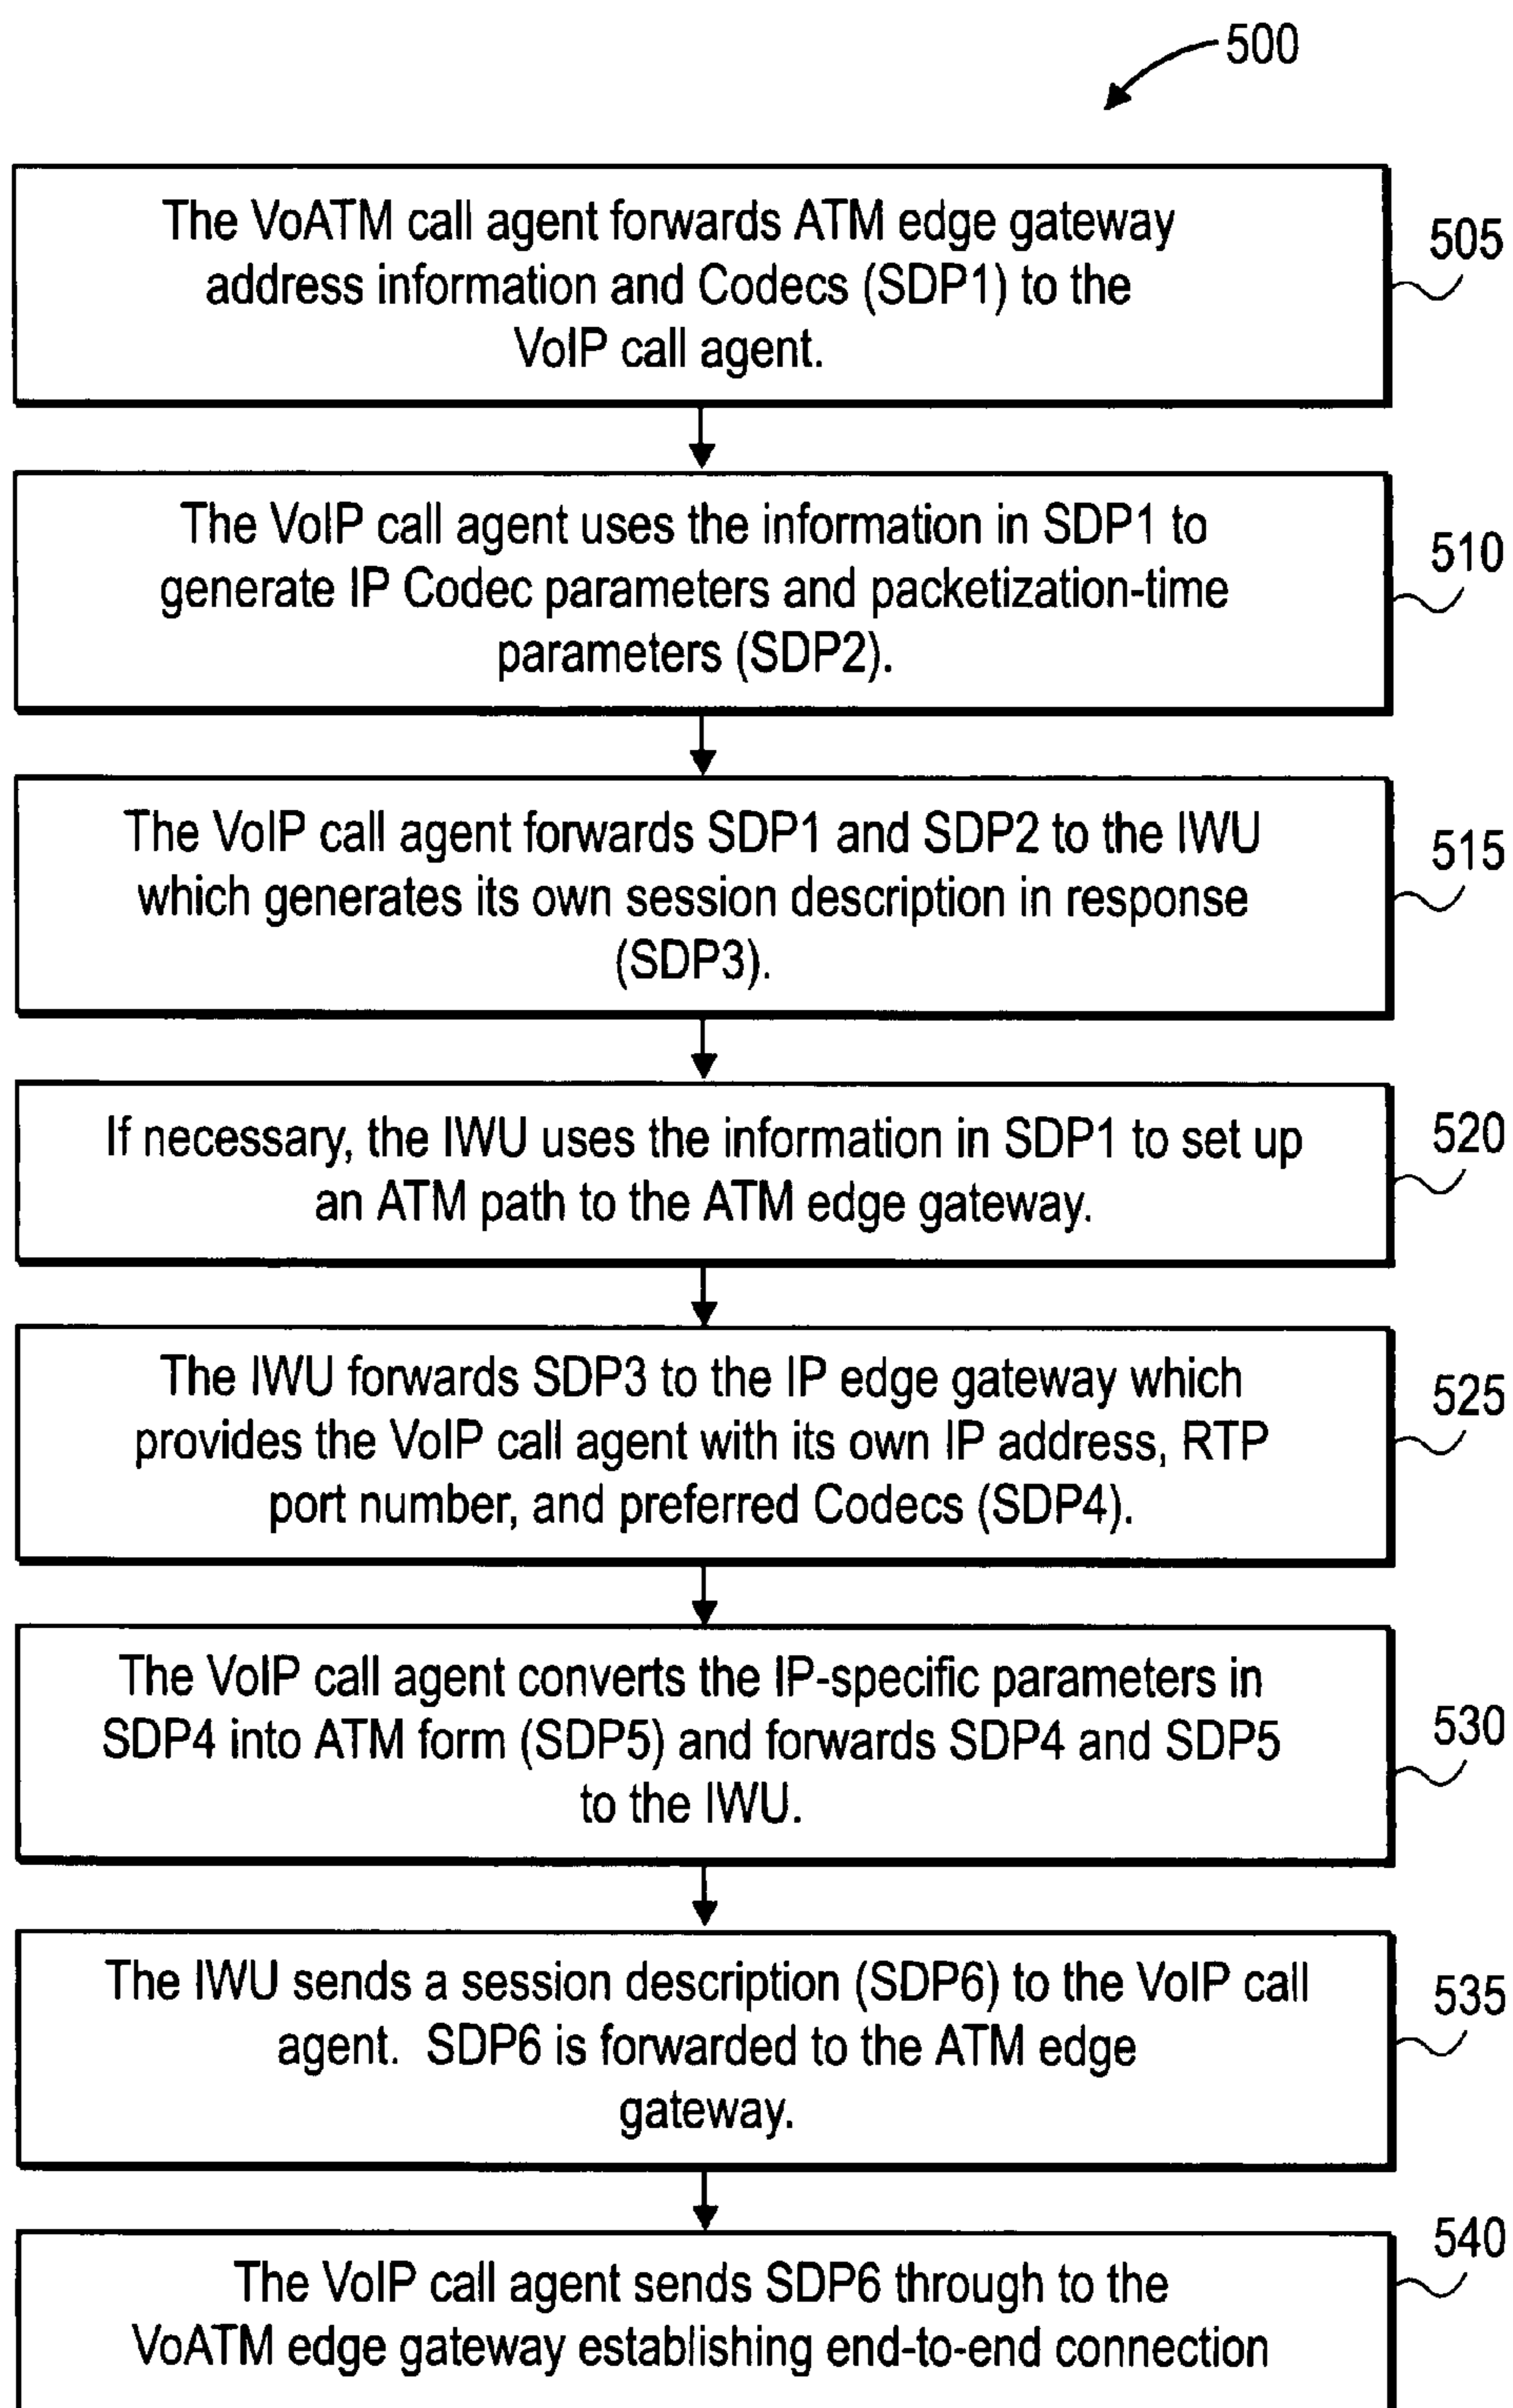 500
The VoATM call agent forwards ATM edge gateway
address information and Codecs (SDP1) to the
VoIP call agent.
505
The VoIP call agent uses the information in SDP1 to
generate IP Codec parameters and packetization-time
parameters (SDP2).
510
The VoIP call agent forwards SDP1 and SDP2 to the IWU
which generates its own session description in response
(SDP3).
515
If necessary, the IWU uses the information in SDP1 to set up
an ATM path to the ATM edge gateway.
520
The IWU forwards SDP3 to the IP edge gateway which
provides the VoIP call agent with its own IP address, RTP
port number, and preferred Codecs (SDP4).
525
The VoIP call agent converts the IP-specific parameters in
SDP4 into ATM form (SDP5) and forwards SDP4 and SDP5
to the IWU.
530
The IWU sends a session description (SDP6) to the VoIP call
agent. SDP6 is forwarded to the ATM edge
gateway.
535
The VoIP call agent sends SDP6 through to the
VoATM edge gateway establishing end-to-end connection
540